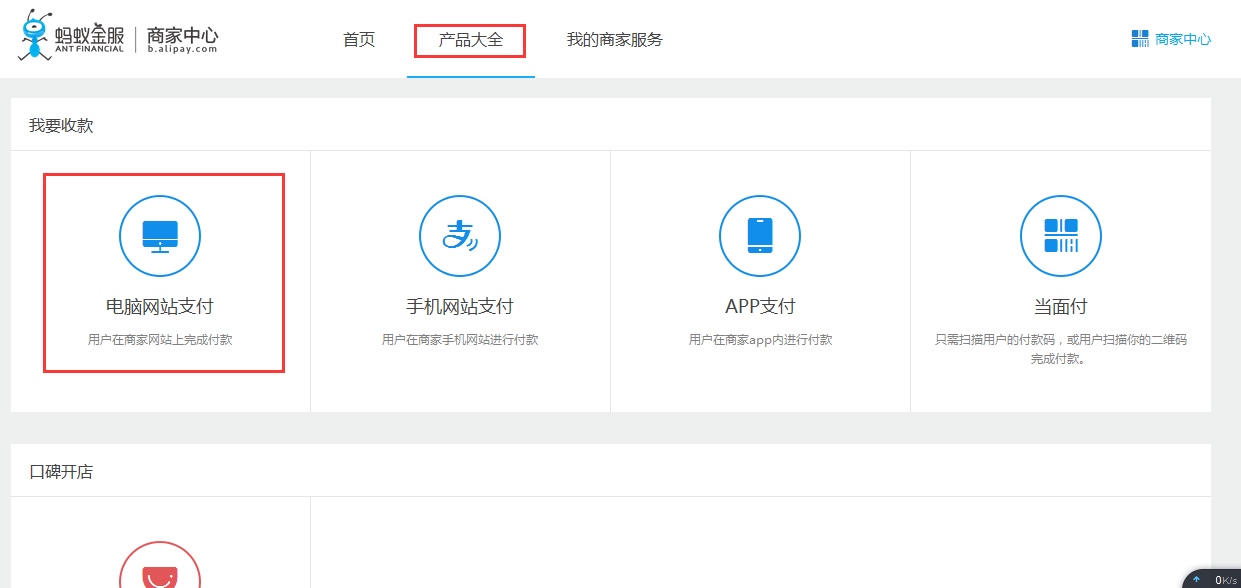 蚂蚁金服
ANT FINANCIAL
商家中心
b.alipay.com
首页
产品大全
我的商家服务
商家中心
我要收款
电脑网站支付
用户在商家网站上完成付款
手机网站支付
用户在商家手机网站进行付款
APP支付
用户在商家app内进行付款
当面付
只需扫描用户的付款码，或用户扫描你的二维码
完成付款。
口碑开店
0K/s